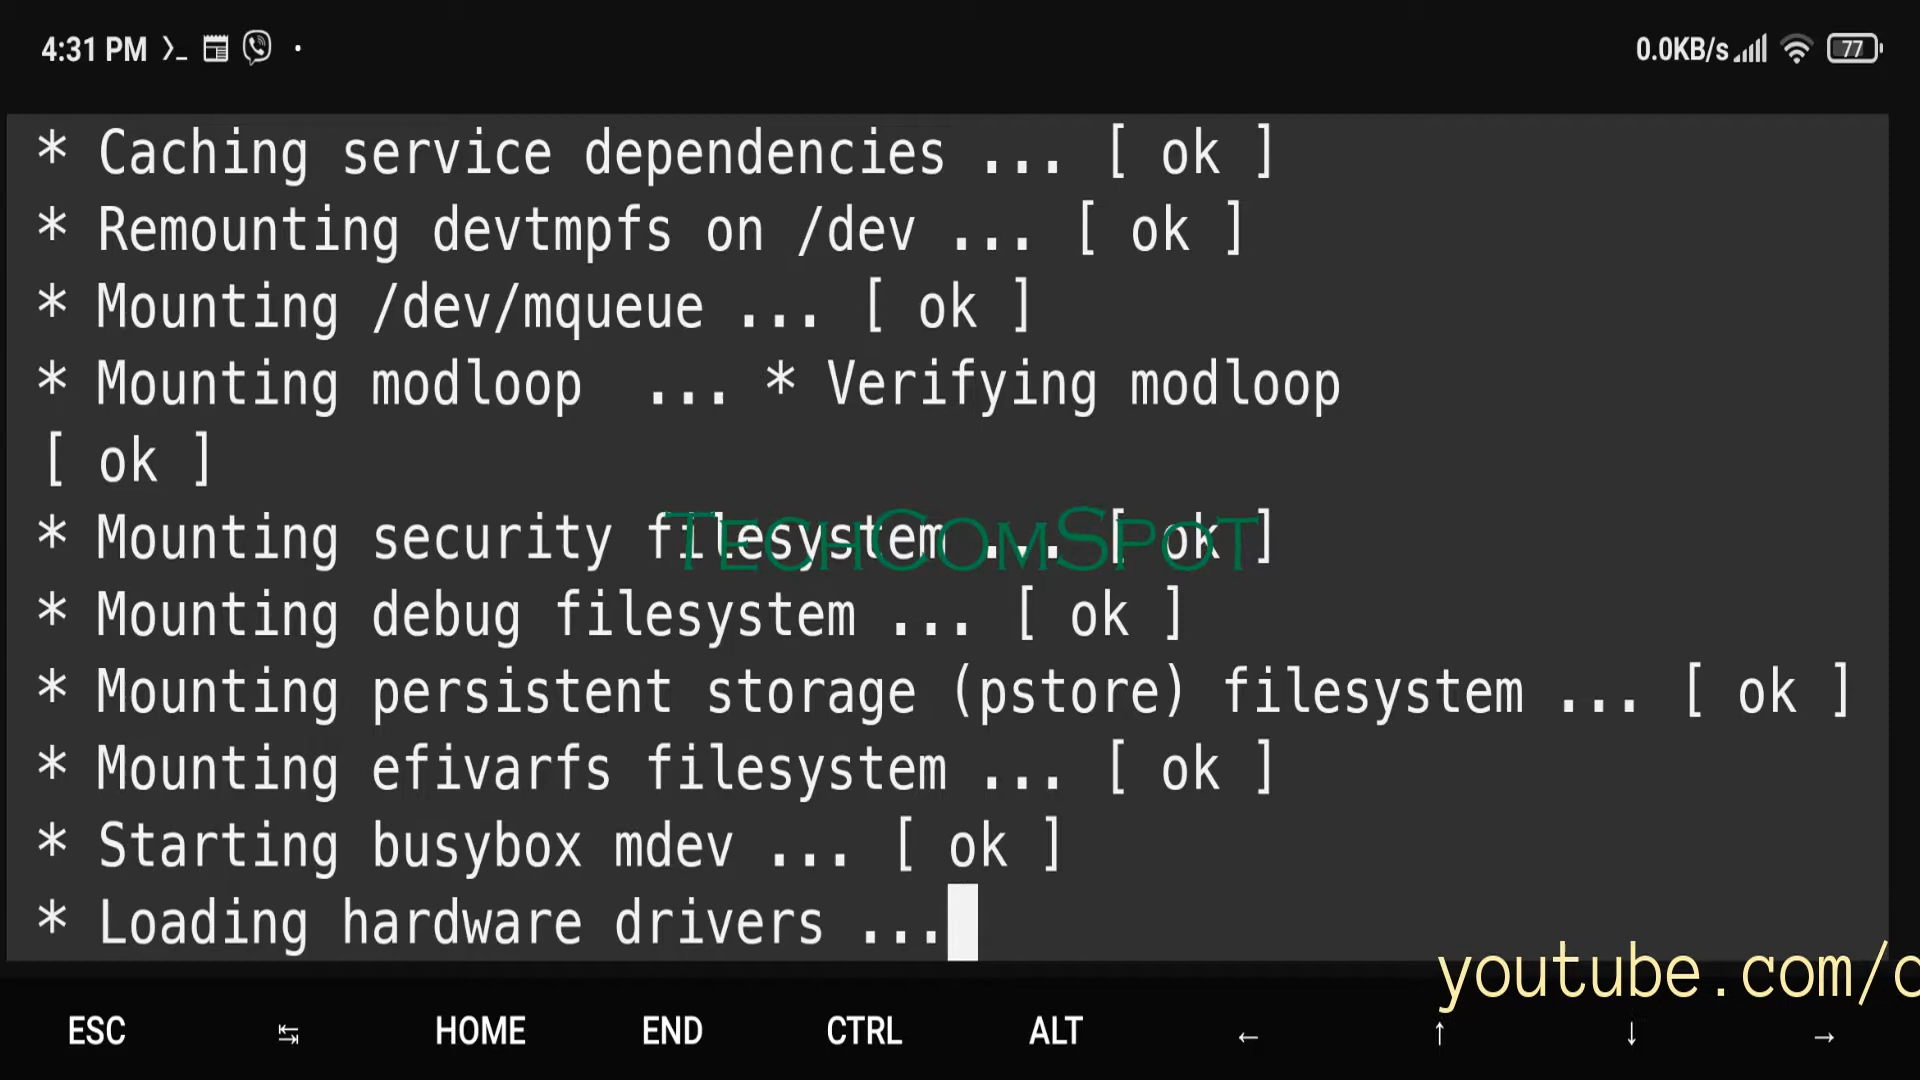 4:31 PM
0.0KB/s
77
* Caching service dependencies ... [ ok ]
* Remounting devtmpfs on /dev ... [ ok ]
* Mounting /dev/mqueue ... [ ok ]
* Mounting modloop  ... * Verifying modloop
[ ok ]
* Mounting security filesystem ... [ ok ]
TechComSpot
* Mounting debug filesystem ... [ ok ]
* Mounting persistent storage (pstore) filesystem ... [ ok ]
* Mounting efivarfs filesystem ... [ ok ]
* Starting busybox mdev ... [ ok ]
* Loading hardware drivers ...
youtube.com/
ESC ↹ HOME END CTRL ALT ← ↑ ↓ →